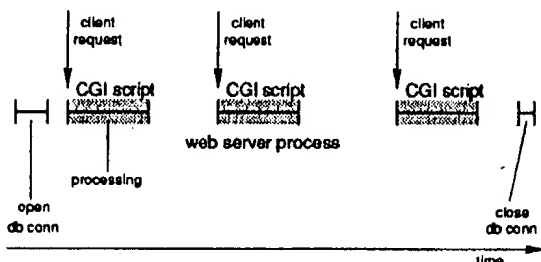 client
request
client
request
client
request
CGI script
CGI script
CGI script
web server process
processing
open
db conn
close
db conn
time